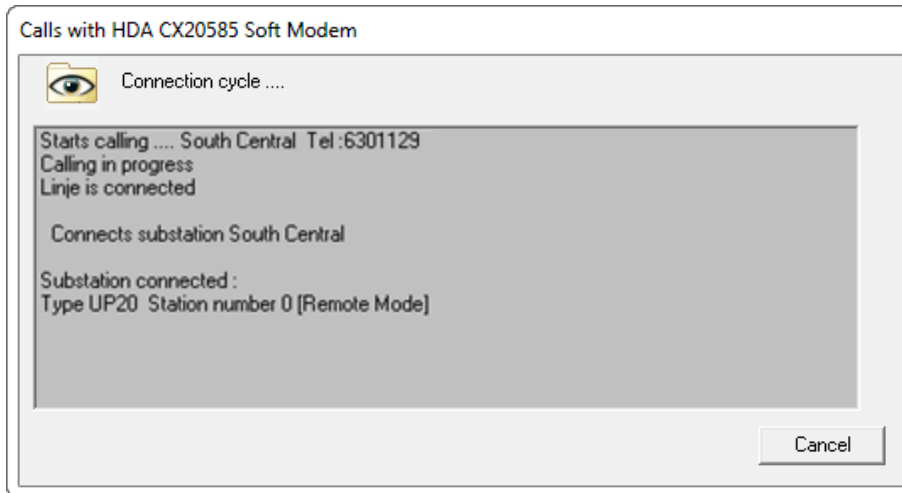 Calls with HDA CX20585 Soft Modem
Connection cycle ....
Starts calling .... South Central Tel :6301129
Calling in progress
Linje is connected
Connects substation South Central
Substation connected :
Type UP20 Station number 0 [Remote Mode]
Cancel